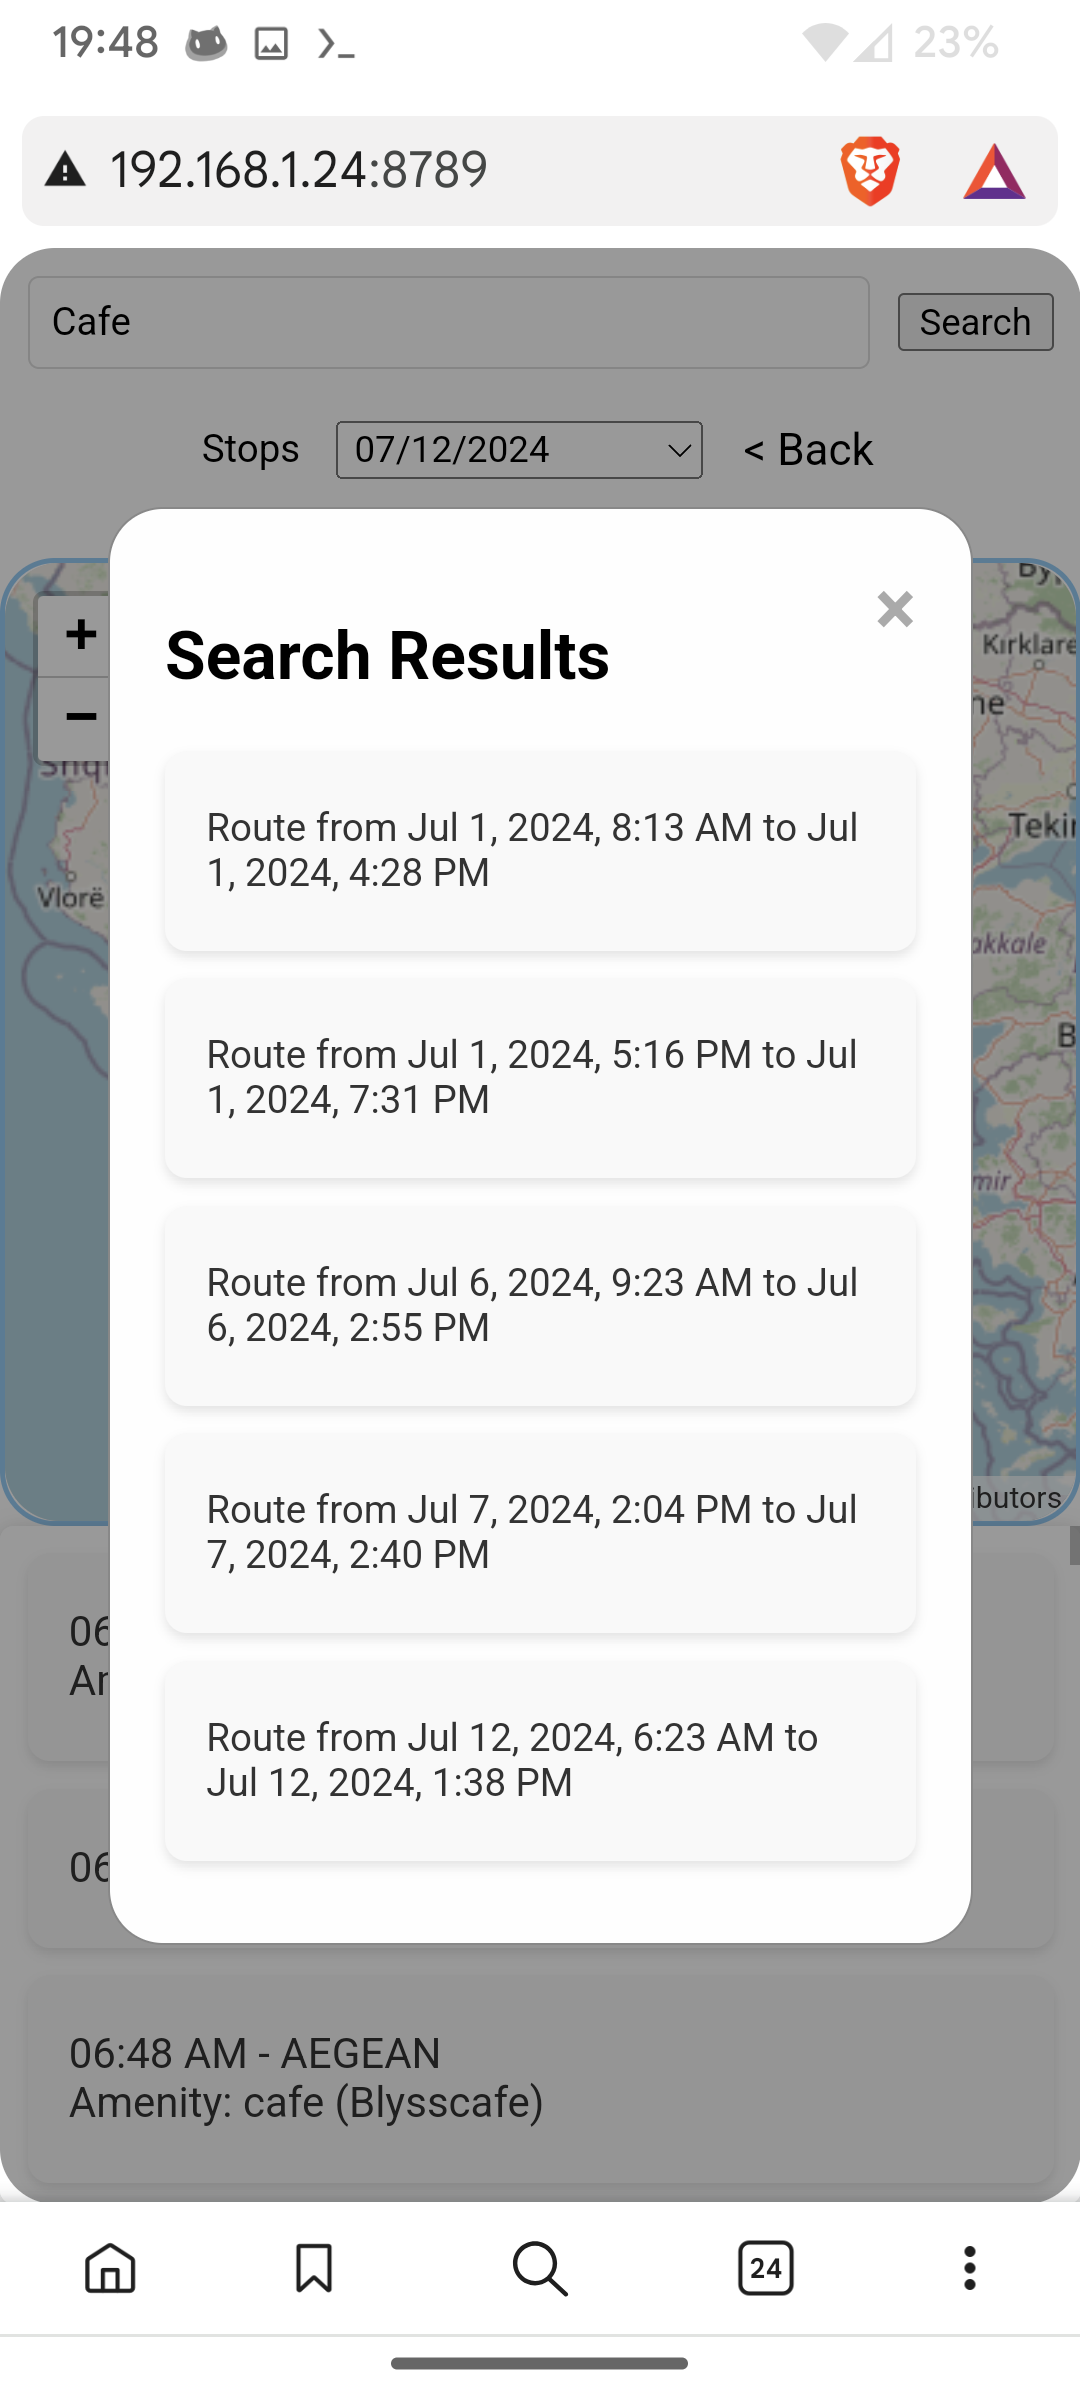 19:48
23%
192.168.1.24:8789
Cafe
Search
Stops
07/12/2024
< Back
+
−
×
Search Results
Route from Jul 1, 2024, 8:13 AM to Jul
1, 2024, 4:28 PM
Route from Jul 1, 2024, 5:16 PM to Jul
1, 2024, 7:31 PM
Route from Jul 6, 2024, 9:23 AM to Jul
6, 2024, 2:55 PM
Route from Jul 7, 2024, 2:04 PM to Jul
7, 2024, 2:40 PM
Route from Jul 12, 2024, 6:23 AM to
Jul 12, 2024, 1:38 PM
Kırklare
ne
Tekir
Vlorë
akkale
B
mir
ibutors
06
Ar
06
06:48 AM - AEGEAN
Amenity: cafe (Blysscafe)
24